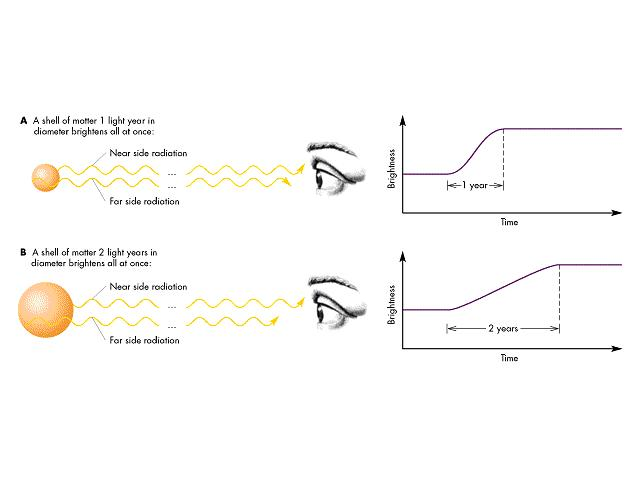 A A shell of matter 1 light year in
diameter brightens all at once:
Near side radiation
...
...
Far side radiation
Brightness
1 year
Time
B A shell of matter 2 light years in
diameter brightens all at once:
Near side radiation
...
...
Far side radiation
Brightness
2 years
Time